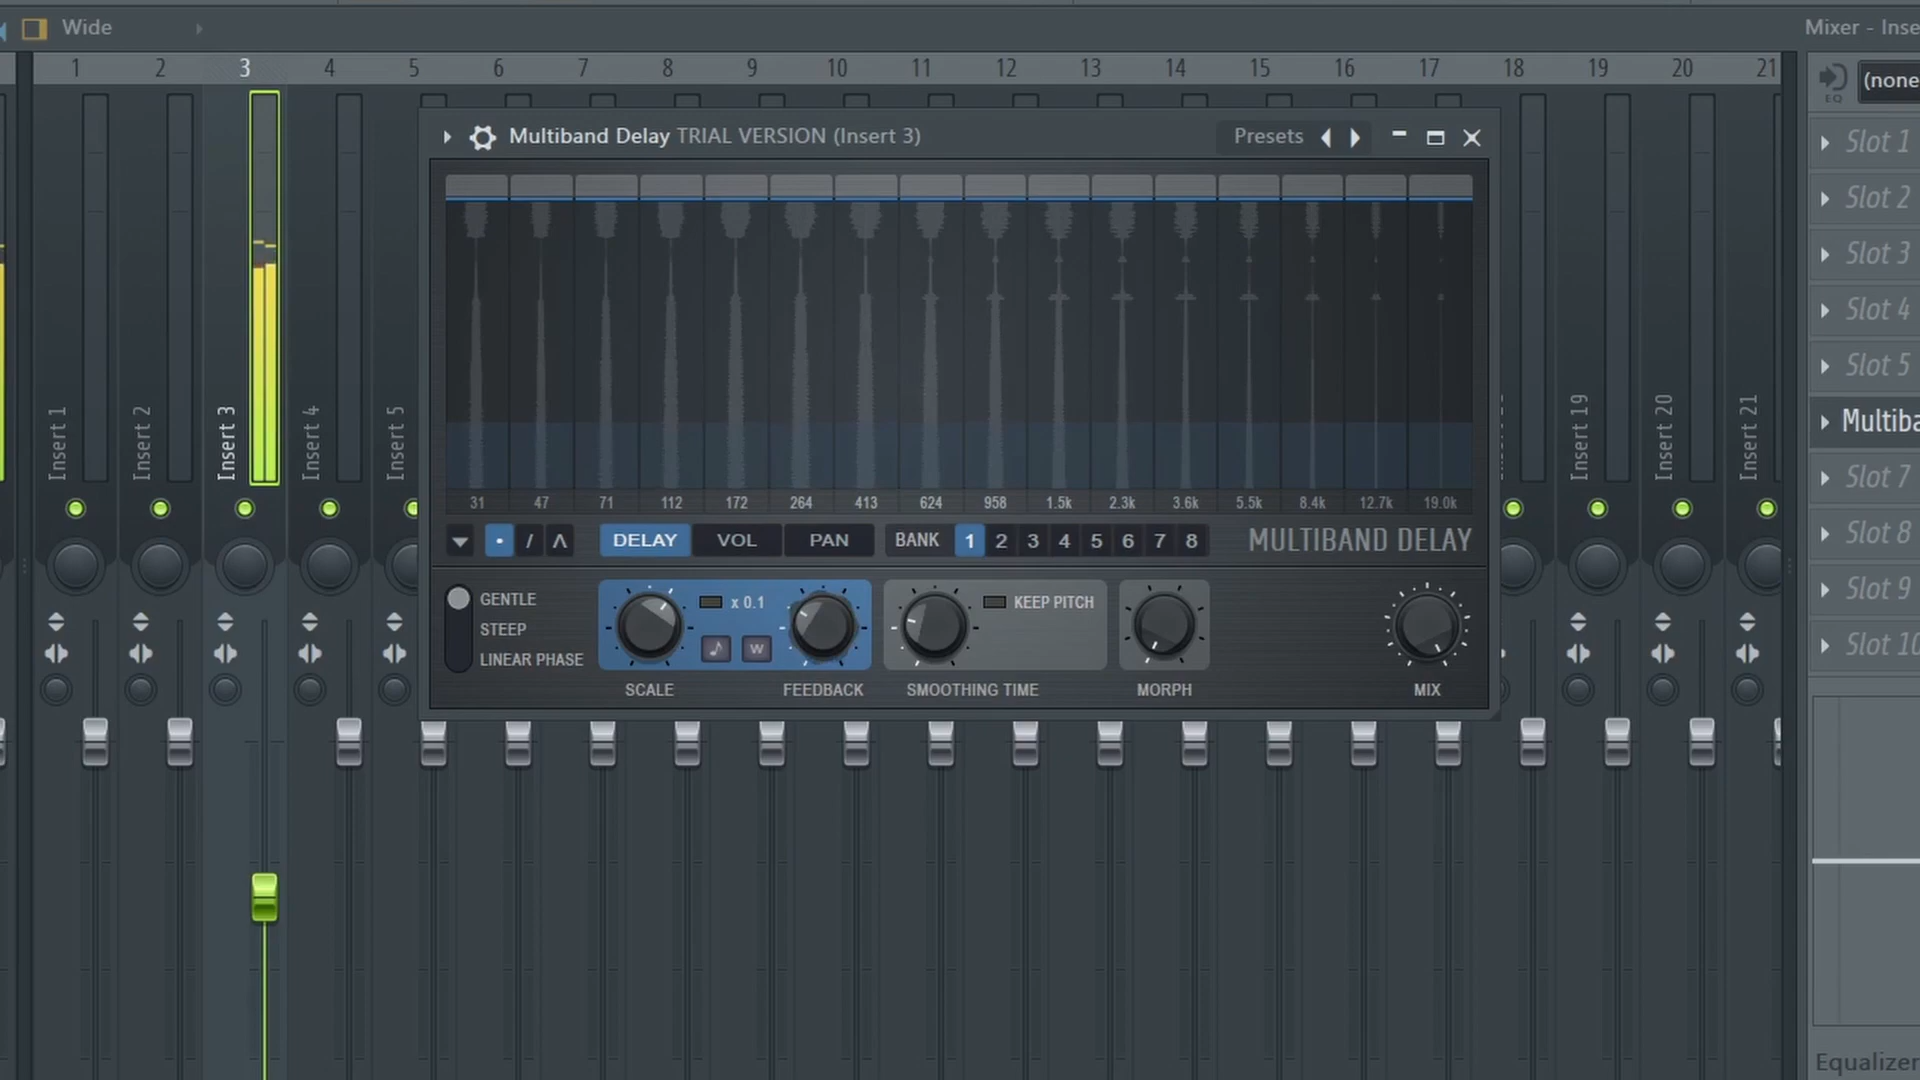 Wide
Mixer - Inse
1 2 3 4 5 6 7 8 9 10 11 12 13 14 15 16 17 18 19 20 21
EQ
(none
Multiband Delay TRIAL VERSION (Insert 3)
Presets
Slot 1
Slot 2
Slot 3
Slot 4
Slot 5
Multiba
Slot 7
Slot 8
Slot 9
Slot 10
Insert 1
Insert 2
Insert 3
Insert 4
Insert 5
Insert 19
Insert 20
Insert 21
31 47 71 112 172 264 413 624 958 1.5k 2.3k 3.6k 5.5k 8.4k 12.7k 19.0k
DELAY VOL PAN BANK 1 2 3 4 5 6 7 8 MULTIBAND DELAY
GENTLE
STEEP
LINEAR PHASE
x 0.1
W
KEEP PITCH
SCALE FEEDBACK SMOOTHING TIME MORPH MIX
Equalizer